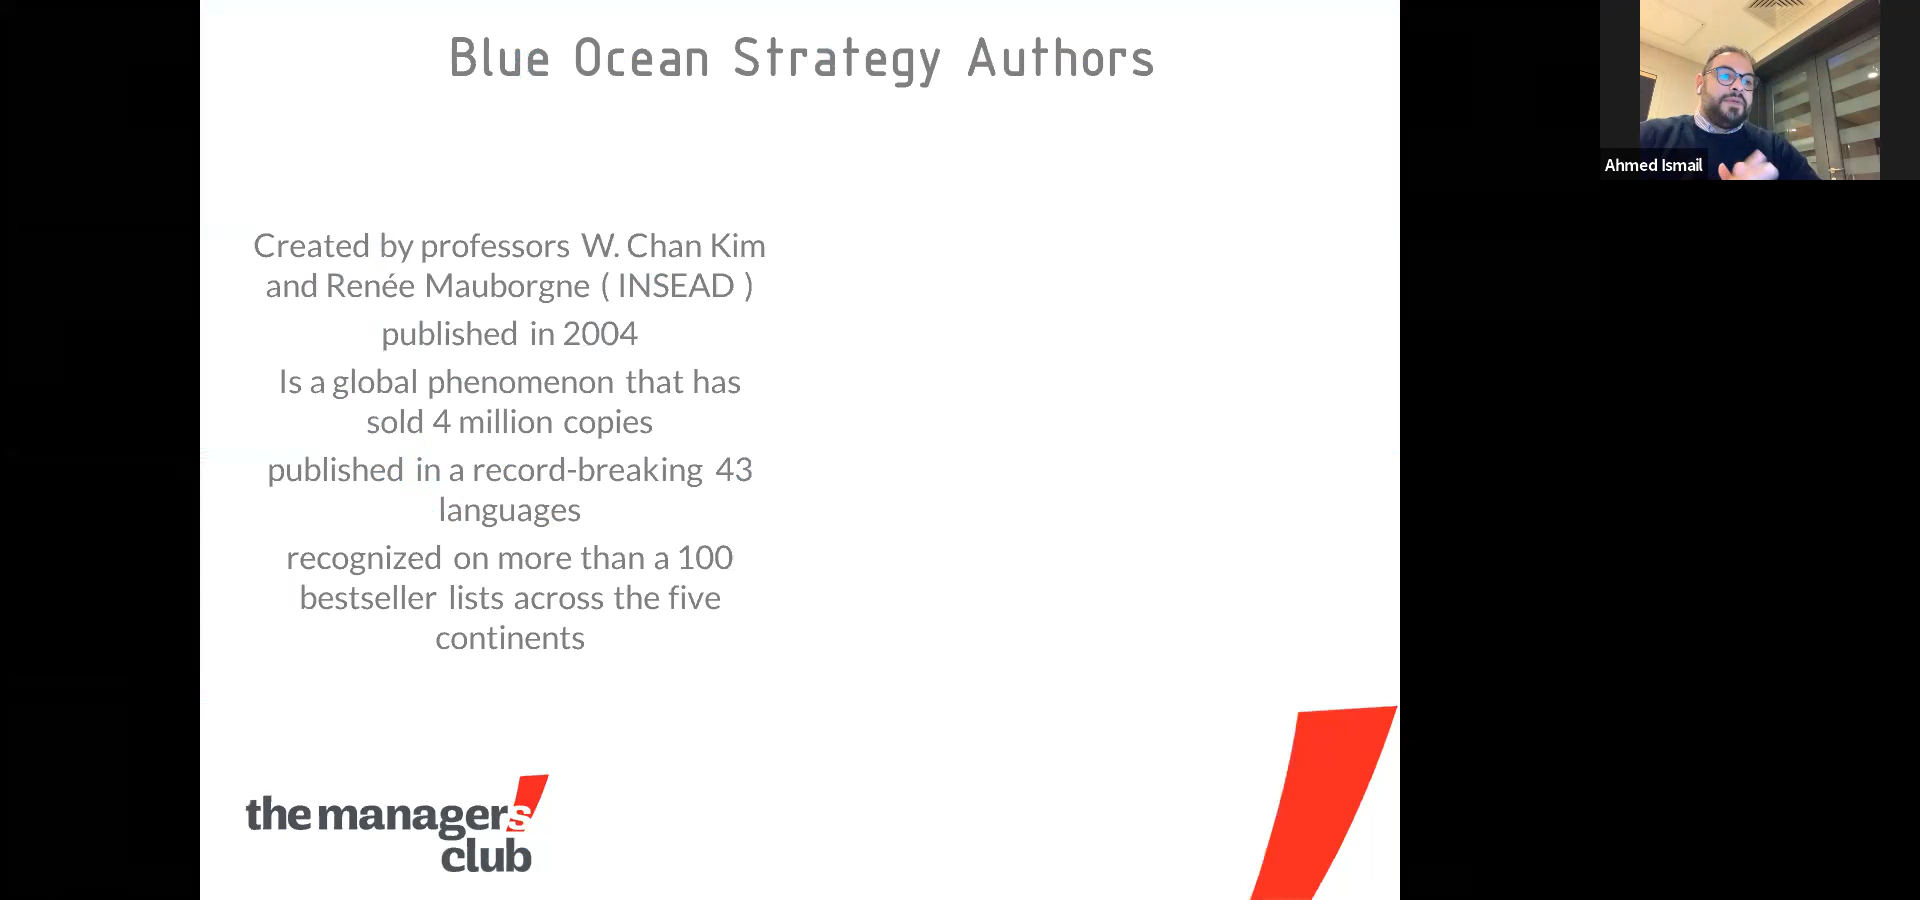 Blue Ocean Strategy Authors
Created by professors W. Chan Kim
and Renée Mauborgne ( INSEAD )
published in 2004
Is a global phenomenon that has
sold 4 million copies
published in a record-breaking 43
languages
recognized on more than a 100
bestseller lists across the five
continents
the managers
club
Ahmed Ismail